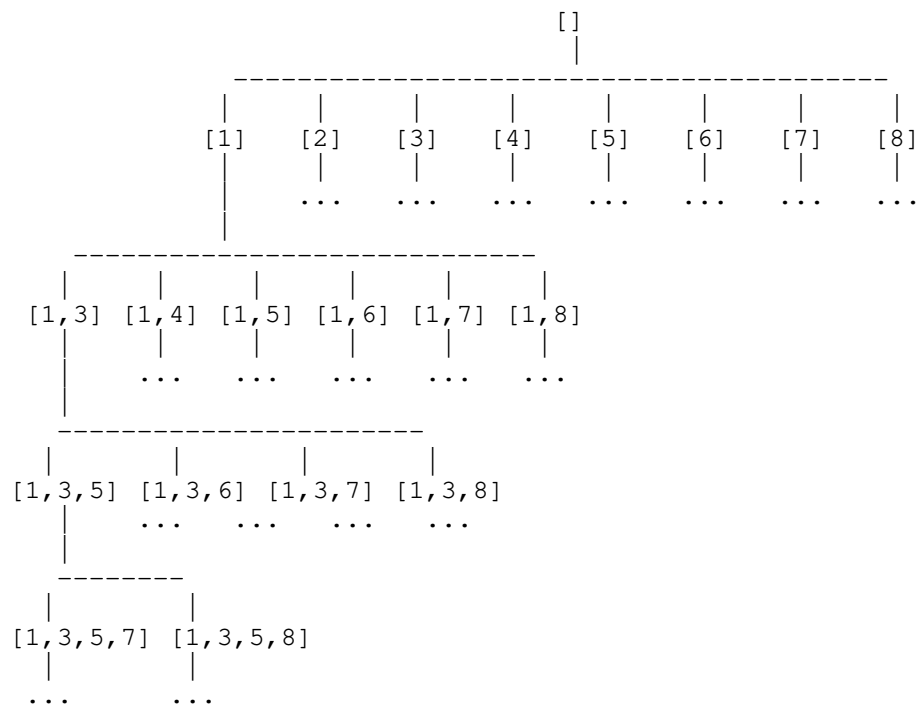 []
[1] [2] [3] [4] [5] [6] [7] [8]
... ... ... ... ... ... ...
[1,3] [1,4] [1,5] [1,6] [1,7] [1,8]
... ... ... ... ...
[1,3,5] [1,3,6] [1,3,7] [1,3,8]
... ... ... ...
[1,3,5,7] [1,3,5,8]
... ...